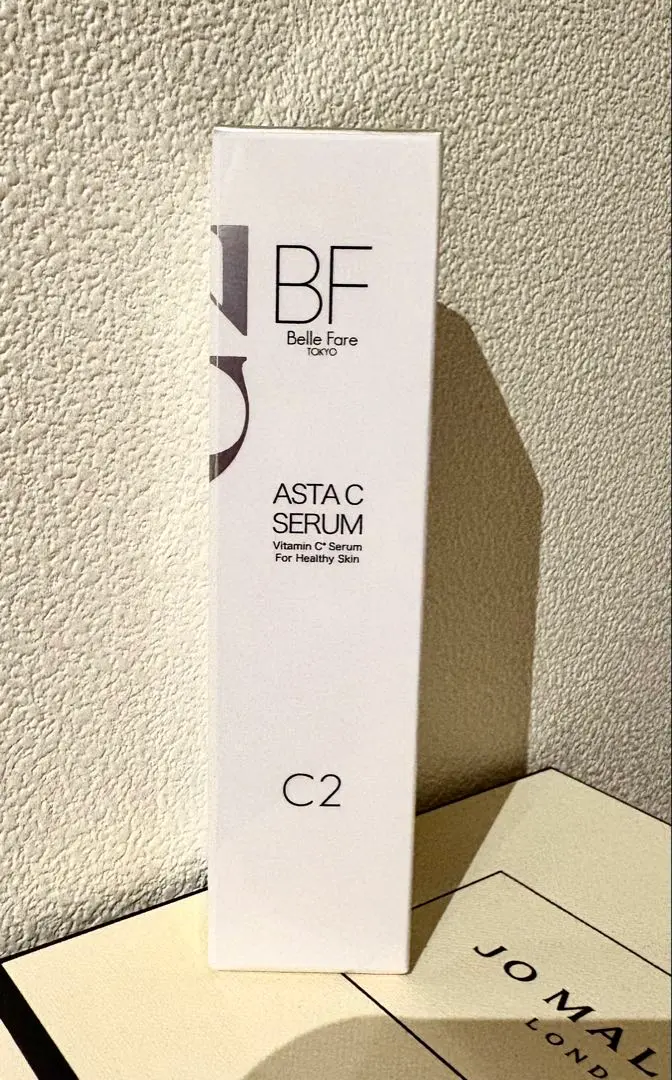 BF
Belle Fare
TOKYO
ASTA C
SERUM
Vitamin C* Serum
For Healthy Skin
C2
JO MAL
LOND